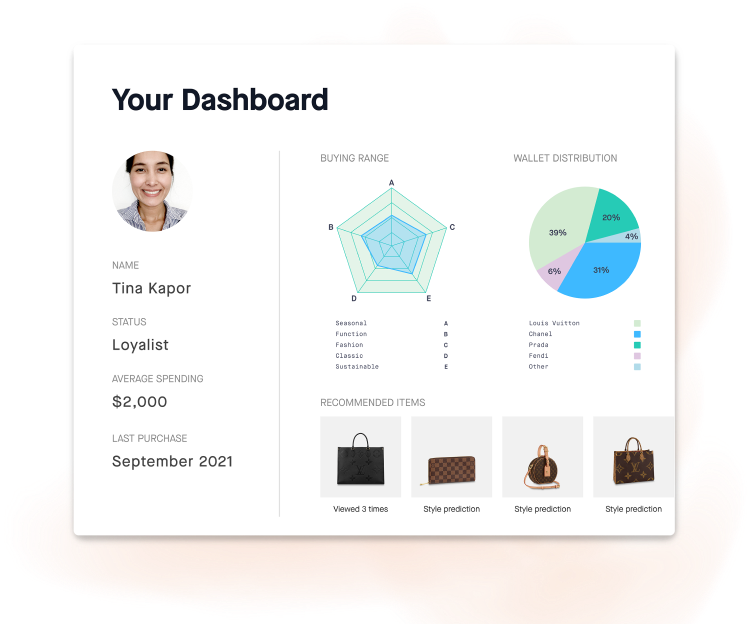 Your Dashboard
NAME
Tina Kapor
STATUS
Loyalist
AVERAGE SPENDING
$2,000
LAST PURCHASE
September 2021
BUYING RANGE
A
B
C
D
E
Seasonal A
Function B
Fashion C
Classic D
Sustainable E
WALLET DISTRIBUTION
20%
39%
4%
6%
31%
Louis Vuitton
Chanel
Prada
Fendi
Other
RECOMMENDED ITEMS
Viewed 3 times
Style prediction
Style prediction
Style prediction